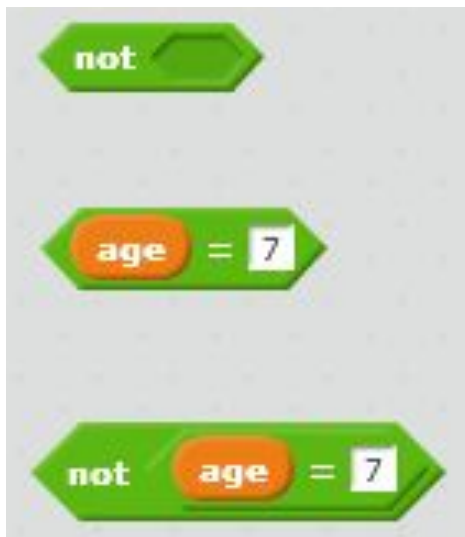 not
age = 7
not age = 7